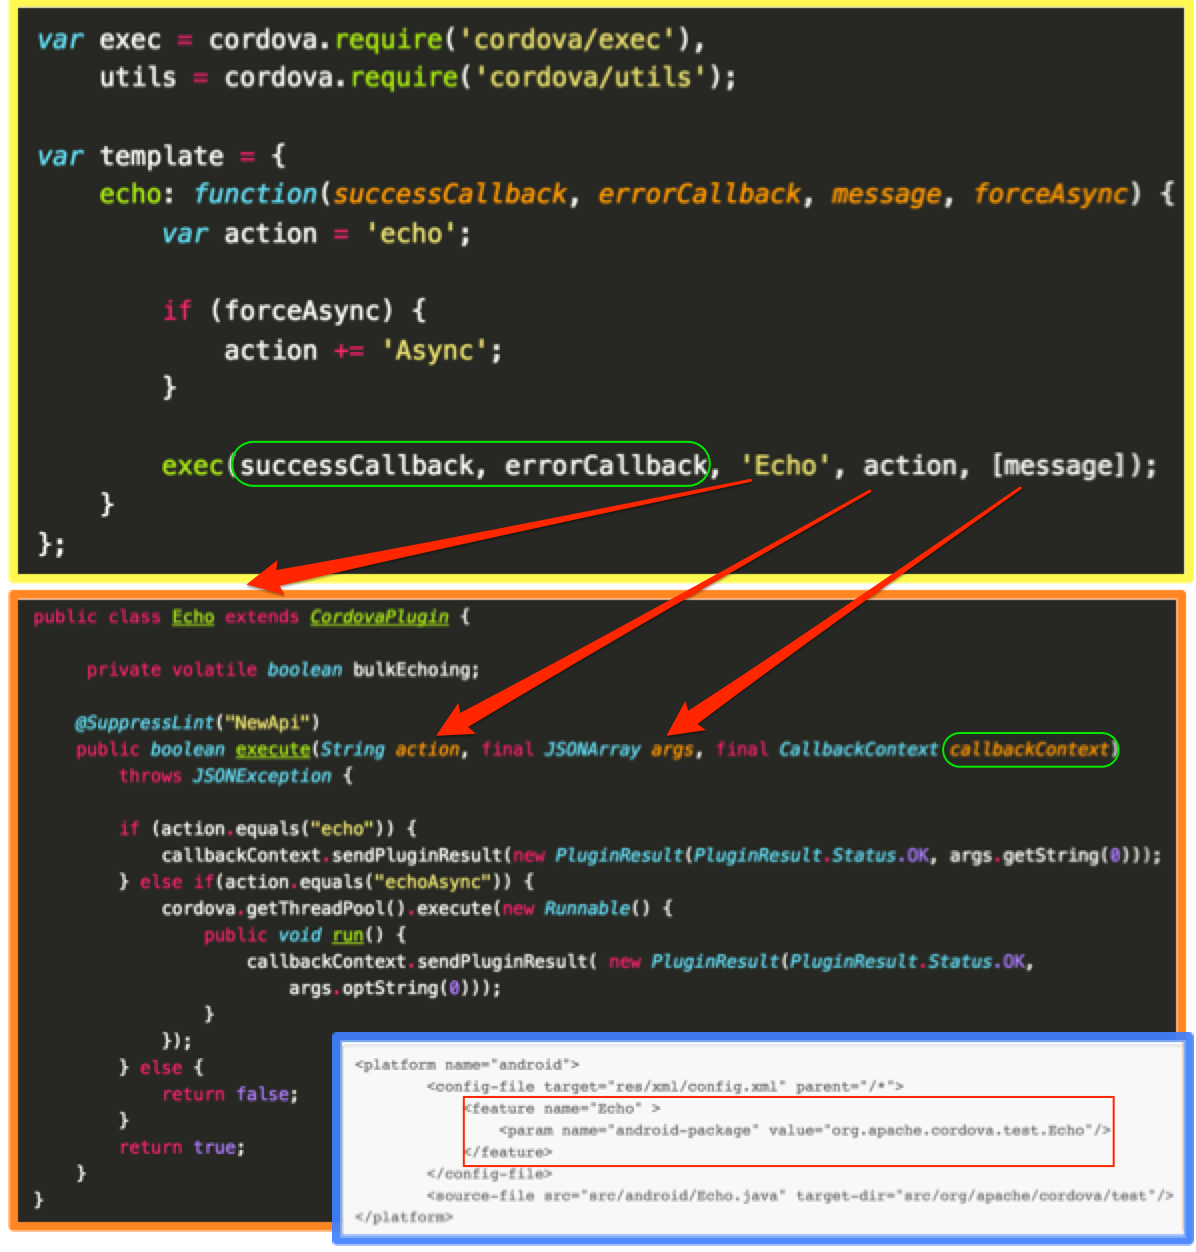 var exec = cordova.require('cordova/exec'),
    utils = cordova.require('cordova/utils');

var template = {
    echo: function(successCallback, errorCallback, message, forceAsync) {
        var action = 'echo';

        if (forceAsync) {
            action += 'Async';
        }

        exec(successCallback, errorCallback, 'Echo', action, [message]);
    }
};
public class Echo extends CordovaPlugin {

    private volatile boolean bulkEchoing;

    @SuppressLint("NewApi")
    public boolean execute(String action, final JSONArray args, final CallbackContext callbackContext)
        throws JSONException {

        if (action.equals("echo")) {
            callbackContext.sendPluginResult(new PluginResult(PluginResult.Status.OK, args.getString(0)));
        } else if(action.equals("echoAsync")) {
            cordova.getThreadPool().execute(new Runnable() {
                public void run() {
                    callbackContext.sendPluginResult( new PluginResult(PluginResult.Status.OK,
                        args.optString(0)));
                }
            });
        } else {
            return false;
        }
        return true;
    }
}
<platform name="android">
        <config-file target="res/xml/config.xml" parent="/*">
            <feature name="Echo" >
                <param name="android-package" value="org.apache.cordova.test.Echo"/>
            </feature>
        </config-file>
        <source-file src="src/android/Echo.java" target-dir="src/org/apache/cordova/test"/>
</platform>